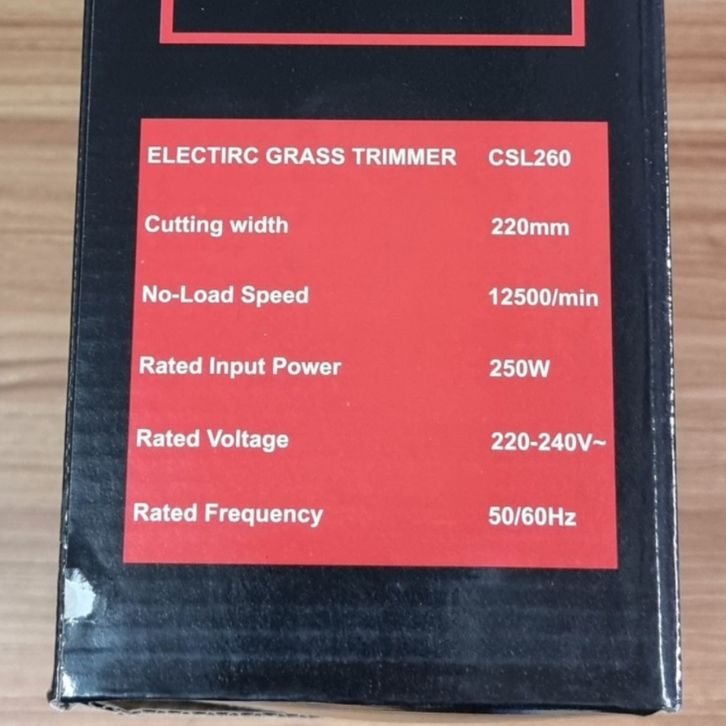 ELECTIRC GRASS TRIMMER CSL260
Cutting width 220mm
No-Load Speed 12500/min
Rated Input Power 250W
Rated Voltage 220-240V~
Rated Frequency 50/60Hz